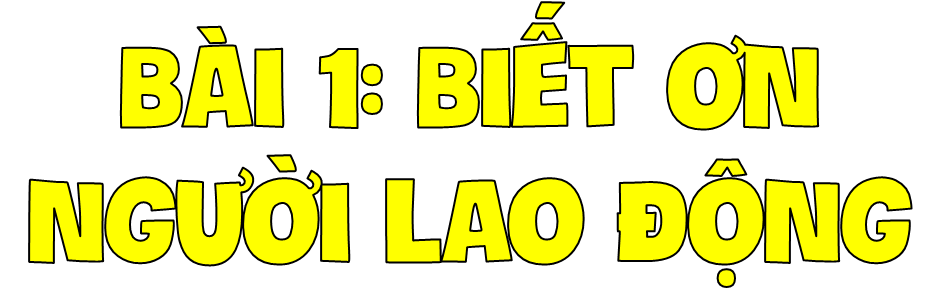 BÀI 1: BIẾT ƠN
NGƯỜI LAO ĐỘNG